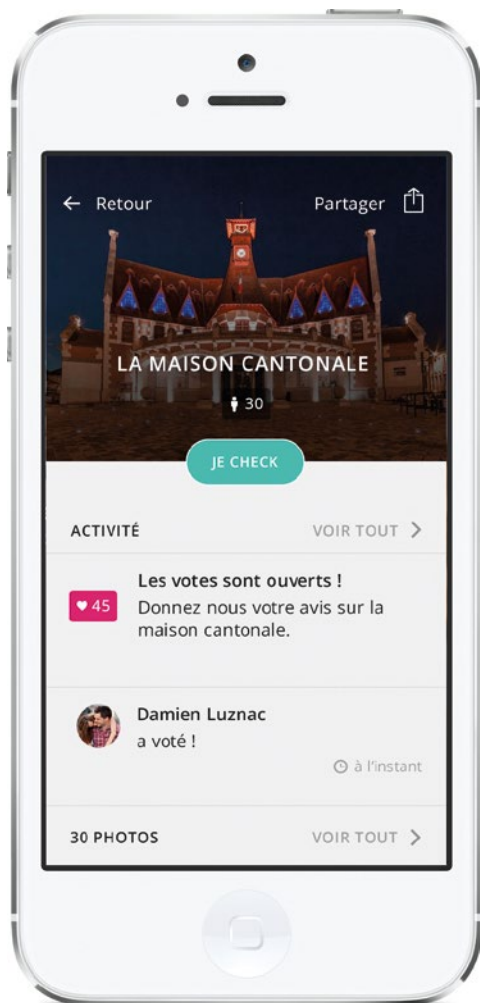 Retour
Partager
LA MAISON CANTONALE
30
JE CHECK
ACTIVITÉ
VOIR TOUT
45
Les votes sont ouverts !
Donnez nous votre avis sur la
maison cantonale.
Damien Luznac
a voté !
à l'instant
30 PHOTOS
VOIR TOUT